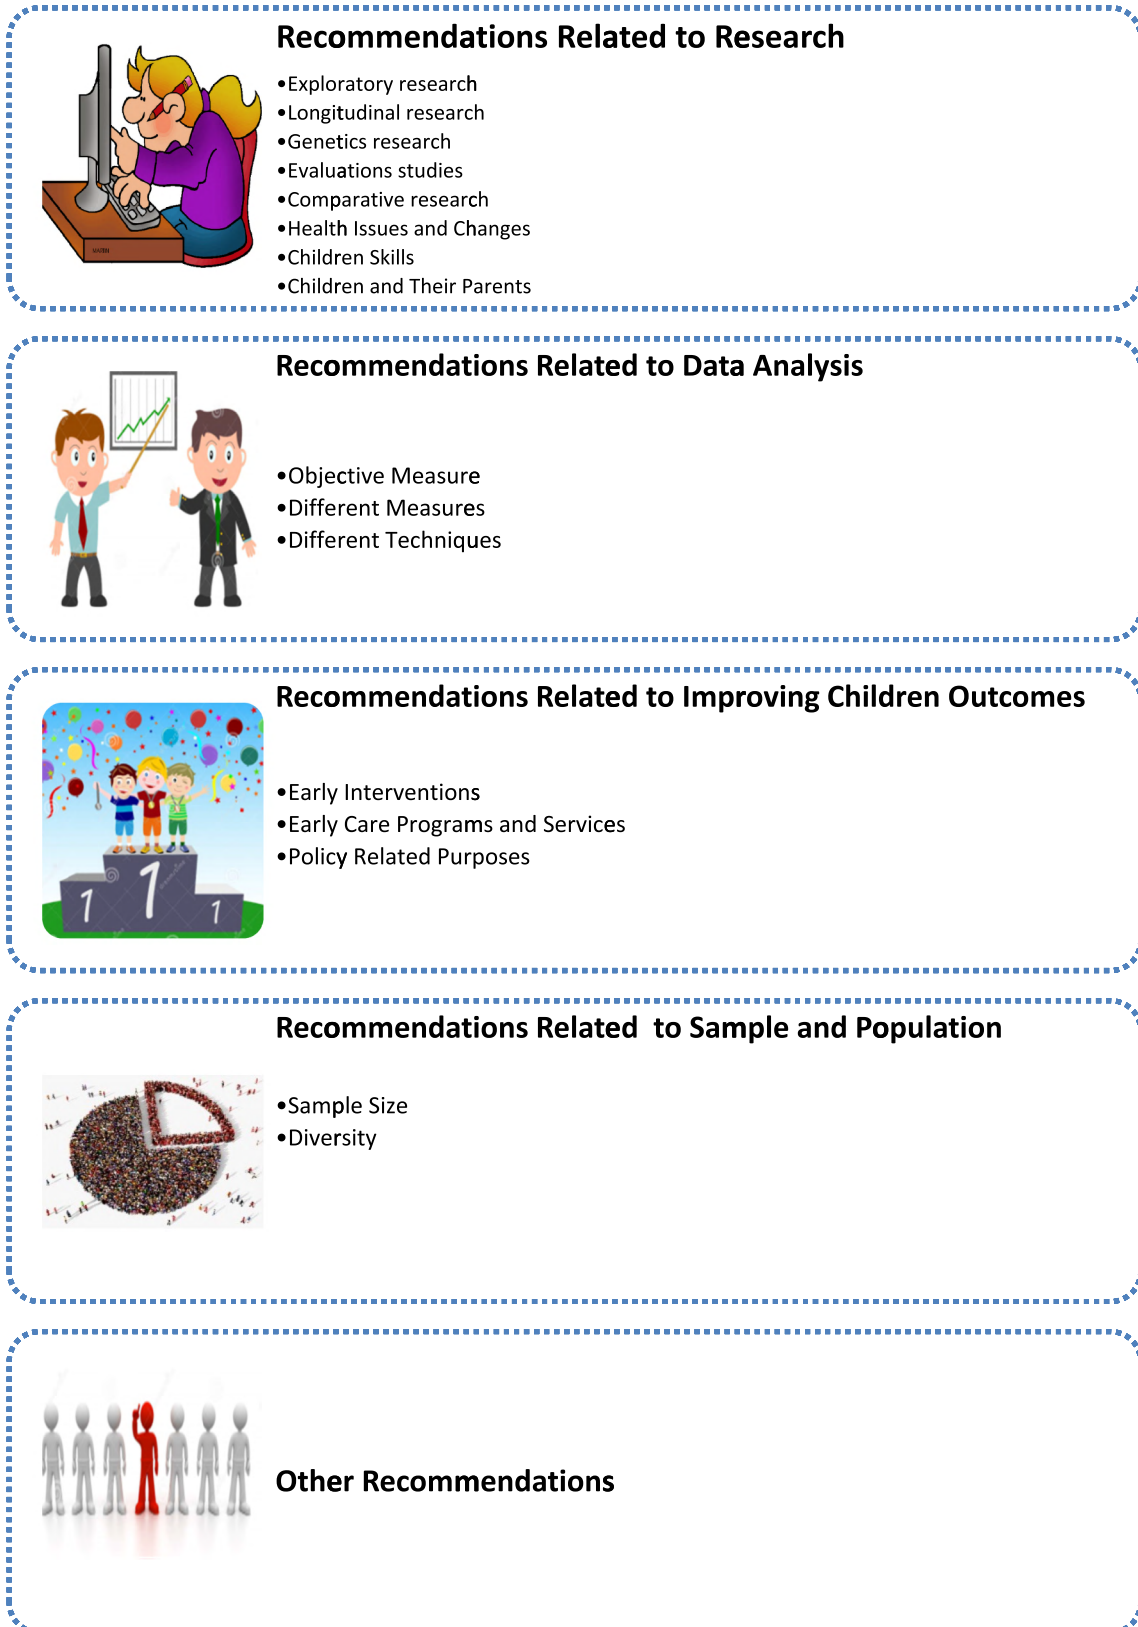 Recommendations Related to Research
•Exploratory research
•Longitudinal research
•Genetics research
•Evaluations studies
•Comparative research
•Health Issues and Changes
•Children Skills
•Children and Their Parents
Recommendations Related to Data Analysis
•Objective Measure
•Different Measures
•Different Techniques
Recommendations Related to Improving Children Outcomes
•Early Interventions
•Early Care Programs and Services
•Policy Related Purposes
1 1 1
Recommendations Related  to Sample and Population
•Sample Size
•Diversity
Other Recommendations